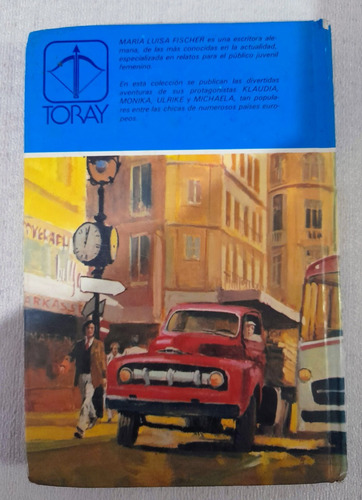 MARIA LUISA FISCHER es una escritora ale-
mana, de las más conocidas en la actualidad,
especializada en relatos para el público juvenil
femenino.
En esta colección se publican las divertidas
aventuras de sus protagonistas KLAUDIA,
MONIKA, ULRIKE y MICHAELA, tan popula-
res entre las chicas de numerosos países euro-
peos.
TORAY